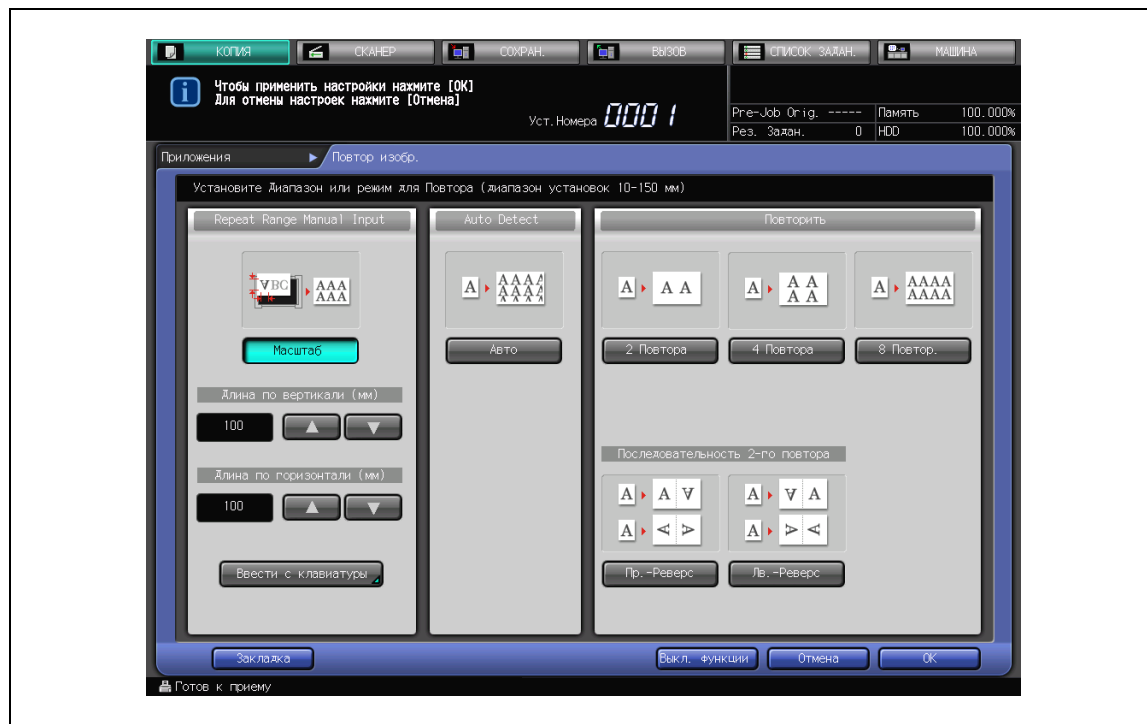 КОПИЯ
СКАНЕР
СОХРАН.
ВЫЗОВ
СПИСОК ЗАДАН.
МАШИНА
Чтобы применить настройки нажмите [OK]
Для отмены настроек нажмите [Отмена]
Уст.Номера 0001
Pre-Job Orig. ----- Память 100.000%
Рез. Задан. 0 HDD 100.000%
Приложения
Повтор изобр.
Установите Диапазон или режим для Повтора (диапазон установок 10-150 мм)
Repeat Range Manual Input
Auto Detect
Повторить
Масштаб
Авто
2 Повтора
4 Повтора
8 Повтор.
Длина по вертикали (мм)
100
Длина по горизонтали (мм)
100
Последовательность 2-го повтора
Ввести с клавиатуры
Пр.-Реверс
Лв.-Реверс
Закладка
Выкл. функции
Отмена
OK
Готов к приему